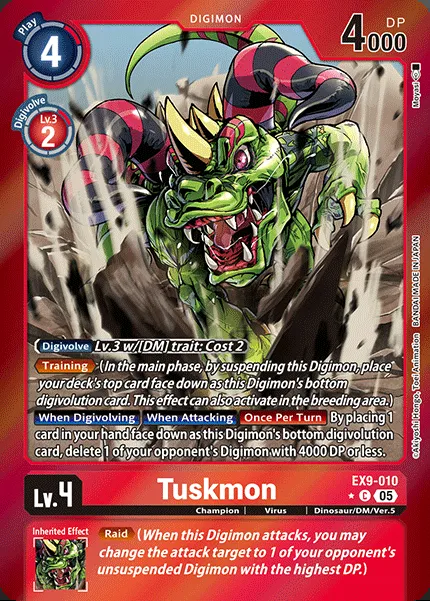 Play
4
DIGIMON
DP
4000
Digivolve
Lv.3
2
Moyasi
©Akiyoshi Hongo, Toei Animation BANDAI MADE IN JAPAN
Digivolve Lv.3 w/[DM] trait: Cost 2
Training (In the main phase, by suspending this Digimon, place
your deck's top card face down as this Digimon's bottom
digivolution card. This effect can also activate in the breeding area.)
When Digivolving When Attacking Once Per Turn By placing 1
card in your hand face down as this Digimon's bottom digivolution
card, delete 1 of your opponent's Digimon with 4000 DP or less.
EX9-010
Lv.4
Tuskmon
C 05
Champion Virus Dinosaur/DM/Ver.5
Inherited Effect
Raid (When this Digimon attacks, you may
change the attack target to 1 of your opponent's
unsuspended Digimon with the highest DP.)